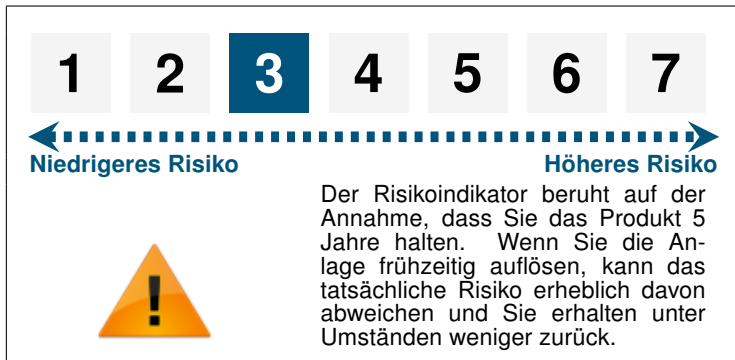 1 2 3 4 5 6 7
Niedrigeres Risiko Höheres Risiko
Der Risikoindikator beruht auf der
Annahme, dass Sie das Produkt 5
Jahre halten. Wenn Sie die An-
lage frühzeitig auflösen, kann das
tatsächliche Risiko erheblich davon
abweichen und Sie erhalten unter
Umständen weniger zurück.
!